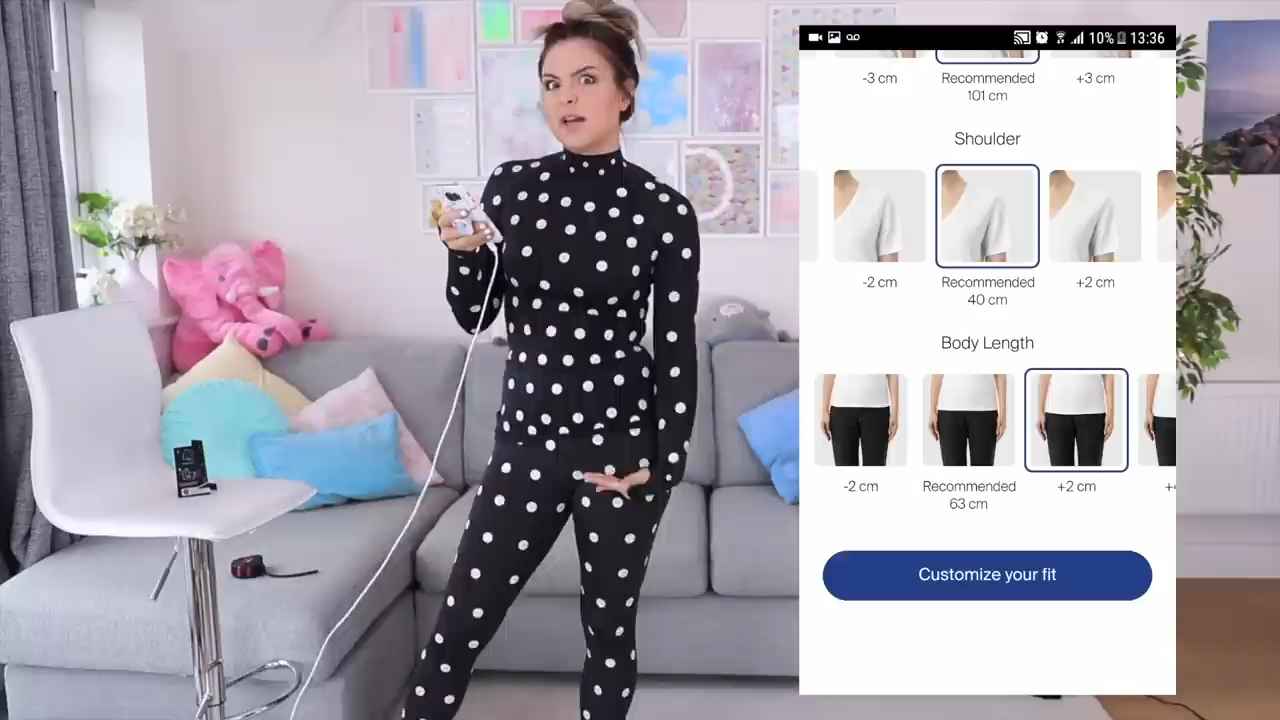 10% 13:36
-3 cm
Recommended
101 cm
+3 cm
Shoulder
-2 cm
Recommended
40 cm
+2 cm
Body Length
-2 cm
Recommended
63 cm
+2 cm
Customize your fit